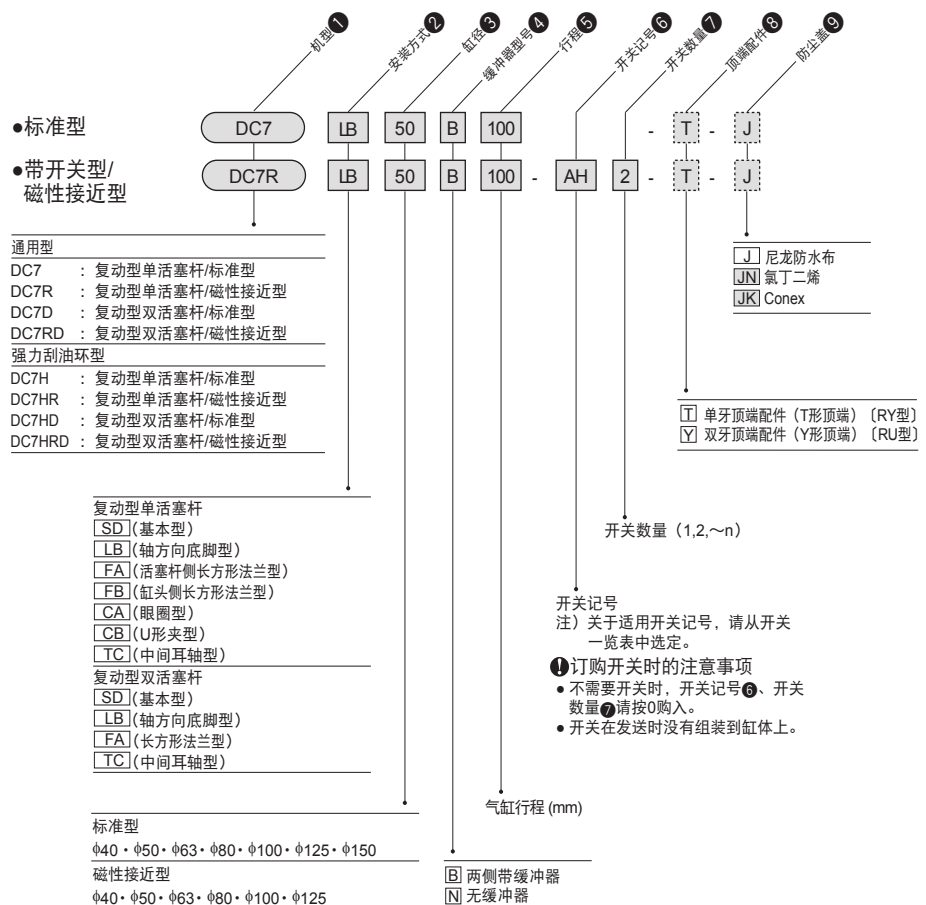 机型❶ 安装方式❷ 缸径❸ 缓冲器型号❹ 行程❺ 开关记号❻ 开关数量❼ 顶端配件❽ 防尘盖❾
●标准型 DC7 LB 50 B 100 - T - J
●带开关型/
磁性接近型 DC7R LB 50 B 100 - AH 2 - T - J
通用型
DC7 : 复动型单活塞杆/标准型
DC7R : 复动型单活塞杆/磁性接近型
DC7D : 复动型双活塞杆/标准型
DC7RD : 复动型双活塞杆/磁性接近型
强力刮油环型
DC7H : 复动型单活塞杆/标准型
DC7HR : 复动型单活塞杆/磁性接近型
DC7HD : 复动型双活塞杆/标准型
DC7HRD : 复动型双活塞杆/磁性接近型
J 尼龙防水布
JN 氯丁二烯
JK Conex
T 单牙顶端配件（T形顶端）〔RY型〕
Y 双牙顶端配件（Y形顶端）〔RU型〕
复动型单活塞杆
SD (基本型)
LB (轴方向底脚型)
FA (活塞杆侧长方形法兰型)
FB (缸头侧长方形法兰型)
CA (眼圈型)
CB (U形夹型)
TC (中间耳轴型)
复动型双活塞杆
SD (基本型)
LB (轴方向底脚型)
FA (长方形法兰型)
TC (中间耳轴型)
开关数量（1,2,～n）
开关记号
注）关于适用开关记号，请从开关
一览表中选定。
!订购开关时的注意事项
● 不需要开关时，开关记号❻、开关
数量❼请按0购入。
● 开关在发送时没有组装到缸体上。
气缸行程 (mm)
标准型
ϕ40・ϕ50・ϕ63・ϕ80・ϕ100・ϕ125・ϕ150
磁性接近型
ϕ40・ϕ50・ϕ63・ϕ80・ϕ100・ϕ125
B 两侧带缓冲器
N 无缓冲器